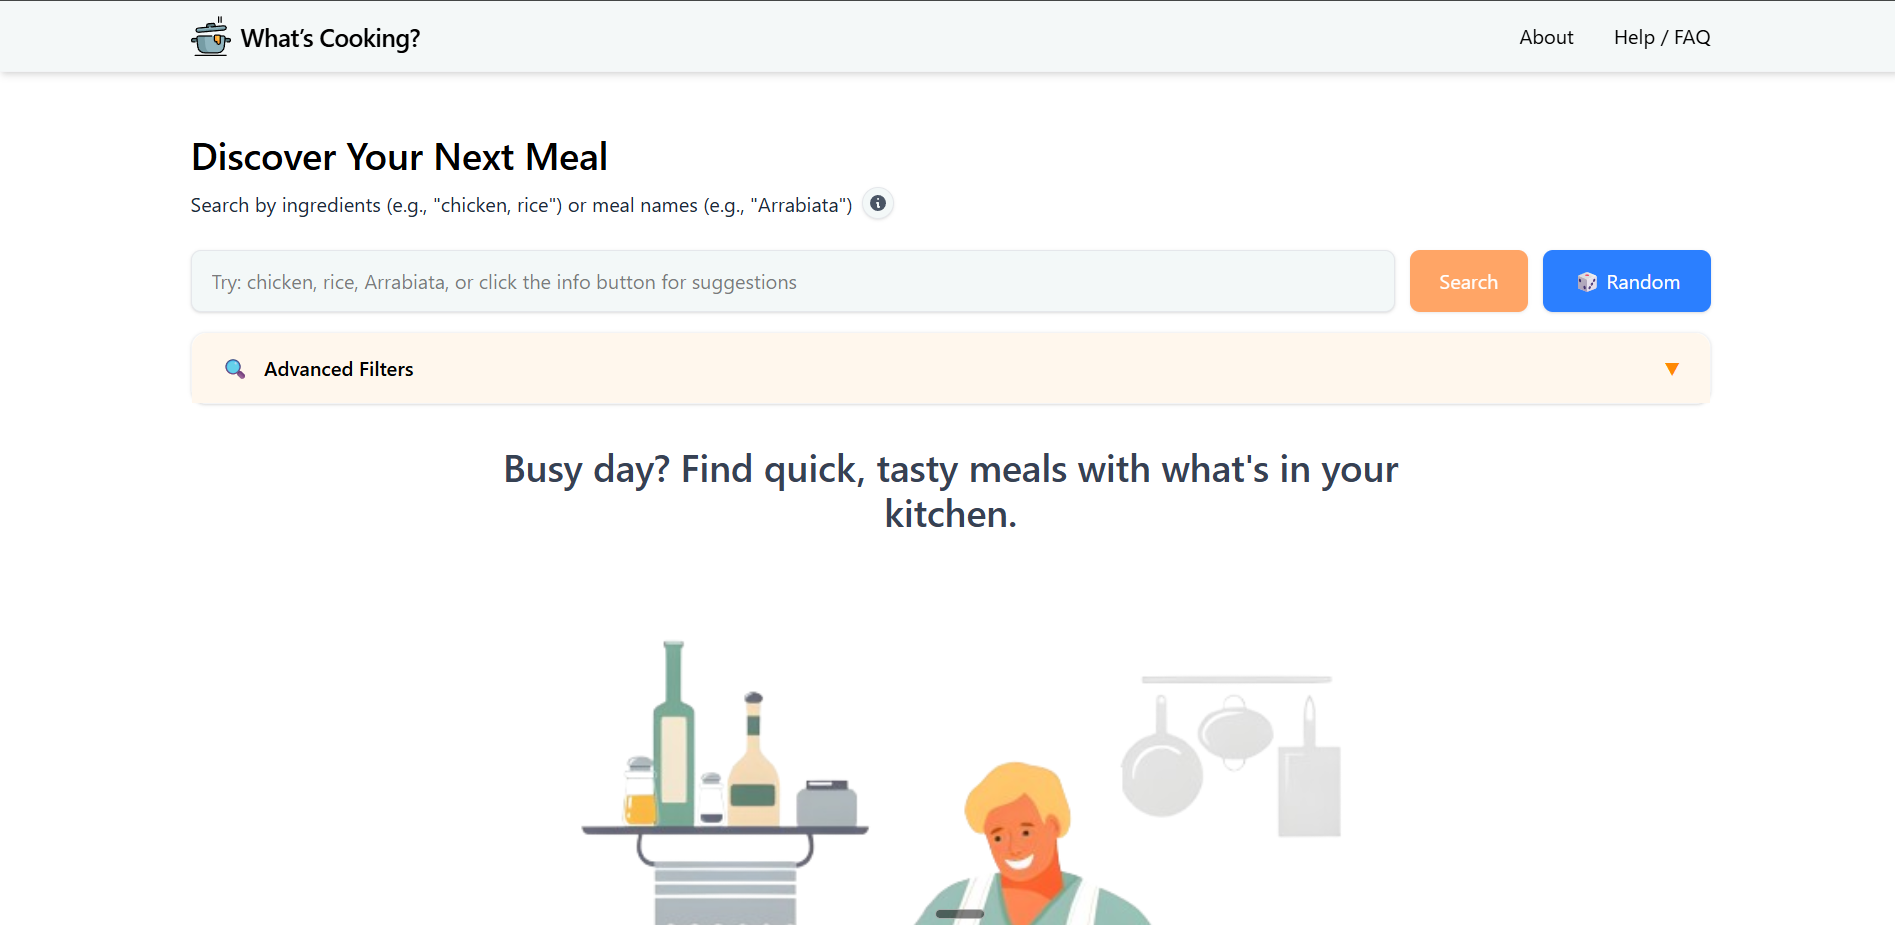 What’s Cooking?
About
Help / FAQ
Discover Your Next Meal
Search by ingredients (e.g., "chicken, rice") or meal names (e.g., "Arrabiata")
Try: chicken, rice, Arrabiata, or click the info button for suggestions
Search
Random
Advanced Filters
Busy day? Find quick, tasty meals with what's in your
kitchen.